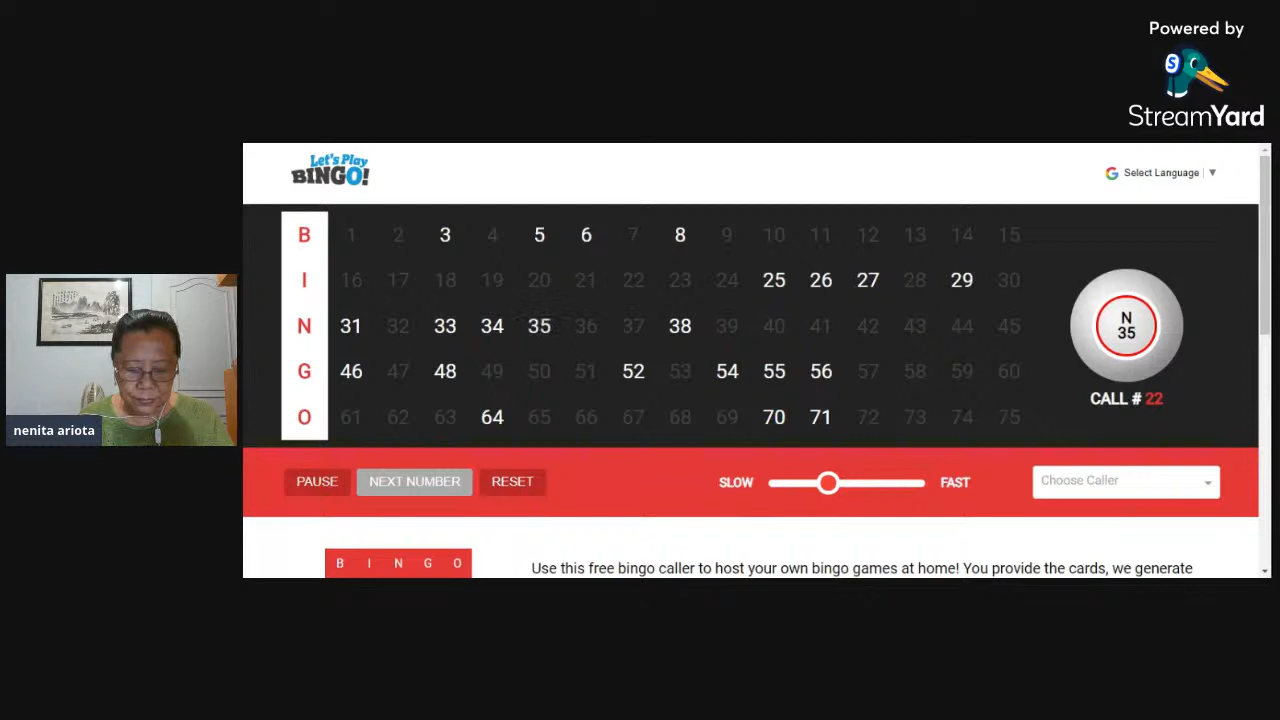 Powered by
S
StreamYard
Let's Play
BINGO!
G Select Language ▼
B 1 2 3 4 5 6 7 8 9 10 11 12 13 14 15
I 16 17 18 19 20 21 22 23 24 25 26 27 28 29 30
N 31 32 33 34 35 36 37 38 39 40 41 42 43 44 45
G 46 47 48 49 50 51 52 53 54 55 56 57 58 59 60
O 61 62 63 64 65 66 67 68 69 70 71 72 73 74 75
N
35
CALL # 22
nenita ariota
PAUSE NEXT NUMBER RESET SLOW FAST Choose Caller
B I N G O
Use this free bingo caller to host your own bingo games at home! You provide the cards, we generate